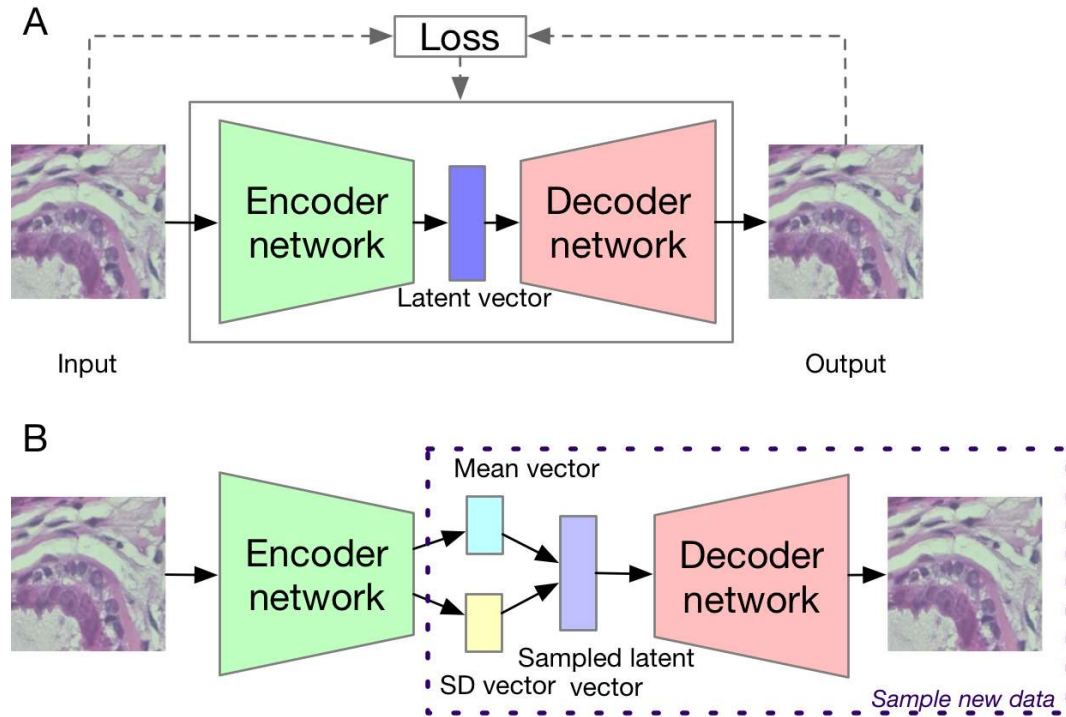 A
Loss
Encoder
network
Decoder
network
Latent vector
Input
Output
B
Mean vector
Encoder
network
Decoder
network
SD vector
Sampled latent
vector
Sample new data